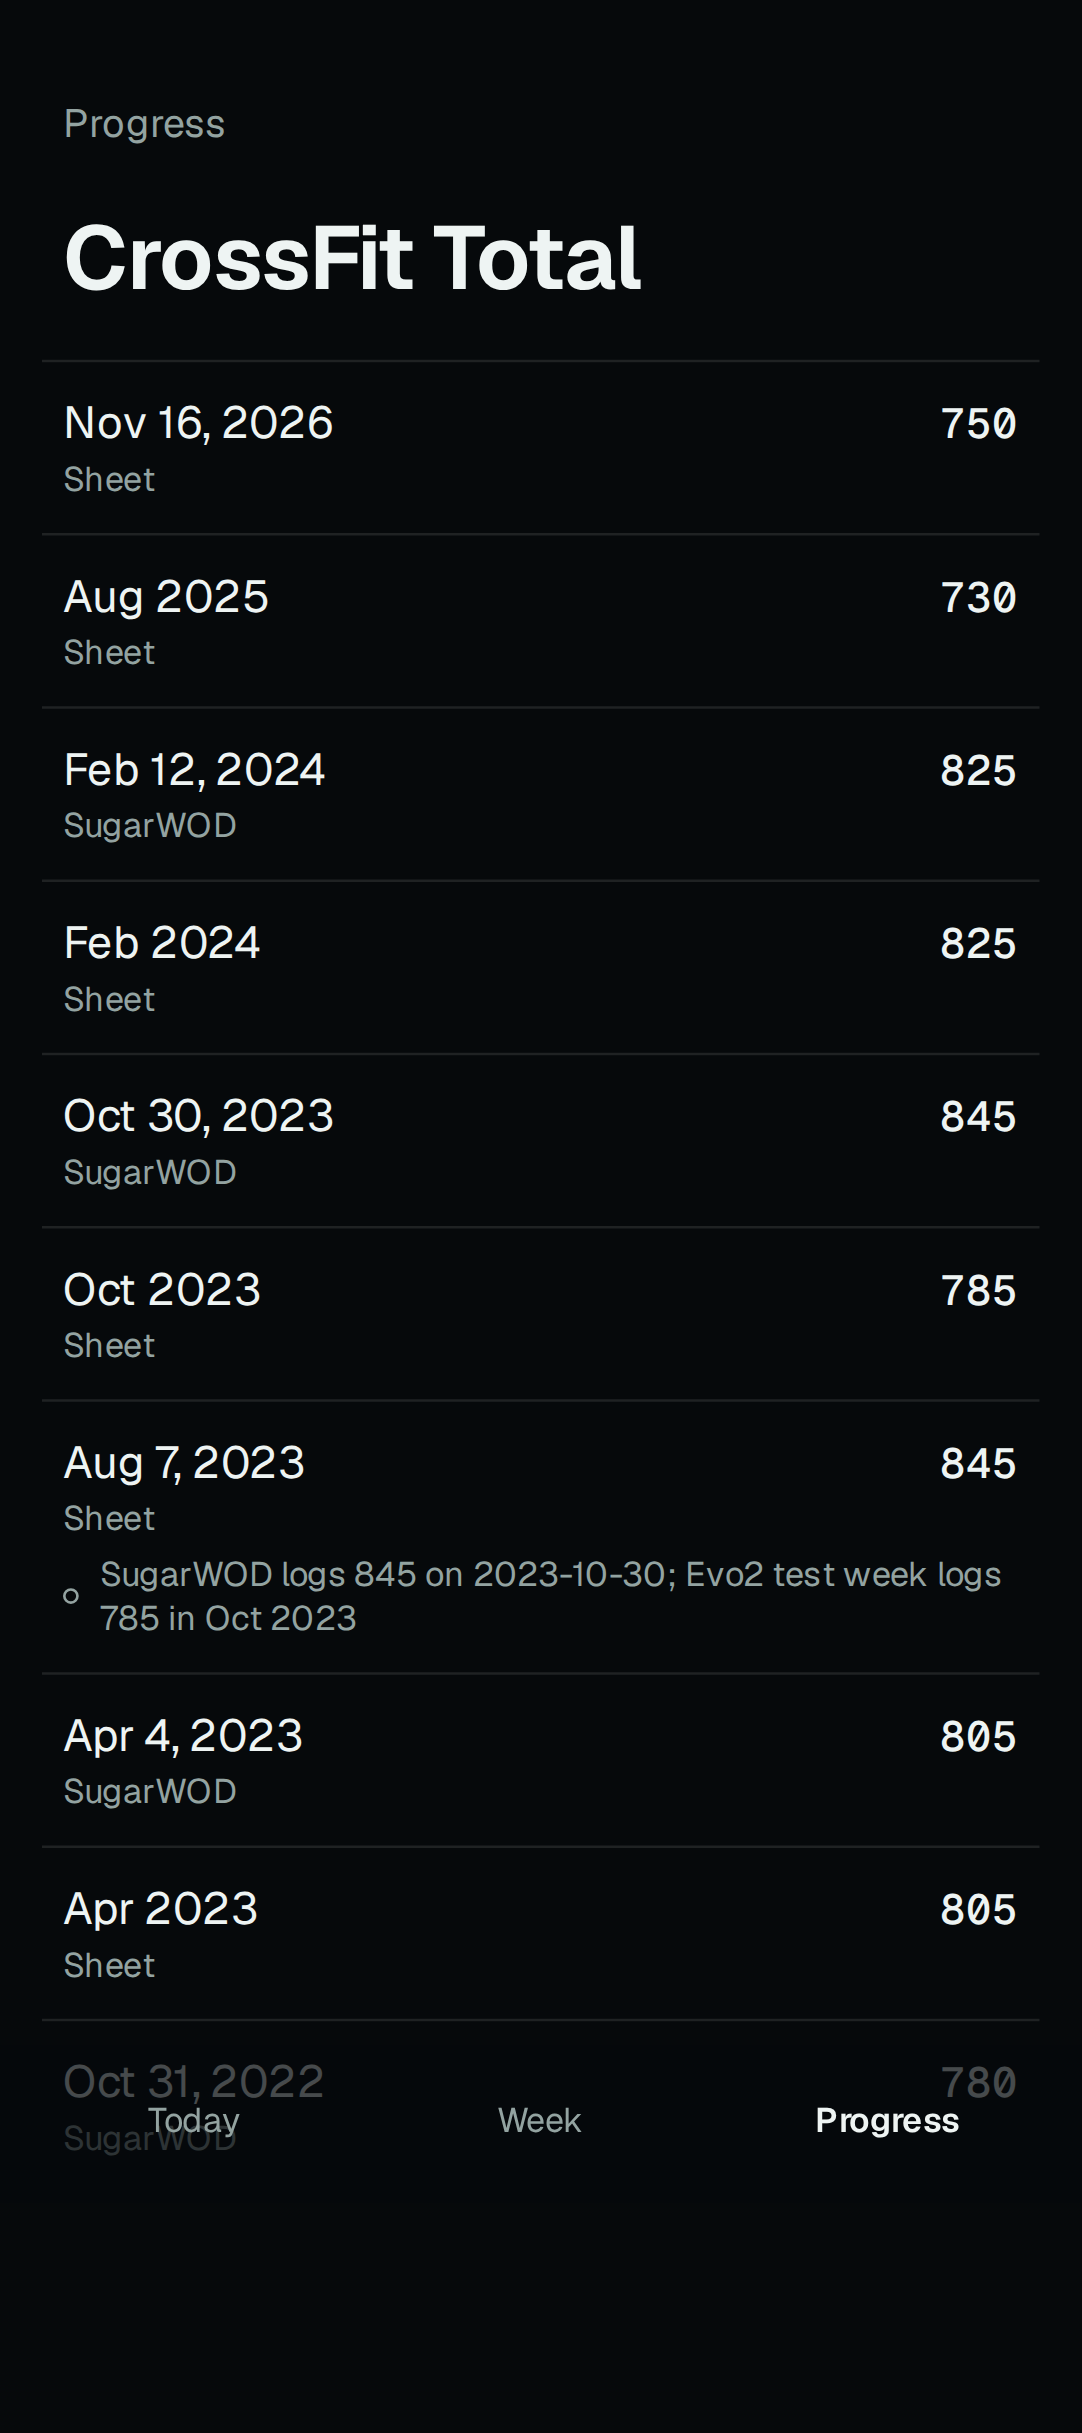 Progress
CrossFit Total
Nov 16, 2026 750
Sheet
Aug 2025 730
Sheet
Feb 12, 2024 825
SugarWOD
Feb 2024 825
Sheet
Oct 30, 2023 845
SugarWOD
Oct 2023 785
Sheet
Aug 7, 2023 845
Sheet
SugarWOD logs 845 on 2023-10-30; Evo2 test week logs
785 in Oct 2023
Apr 4, 2023 805
SugarWOD
Apr 2023 805
Sheet
Oct 31, 2022 780
SugarWOD
Today Week Progress